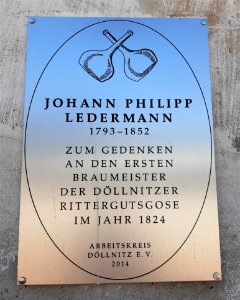 JOHANN PHILIPP
LEDERMANN
1793–1852
ZUM GEDENKEN
AN DEN ERSTEN
BRAUMEISTER
DER DÖLLNITZER
RITTERGUTSGOSE
IM JAHR 1824
ARBEITSKREIS
DÖLLNITZ E.V.
2014